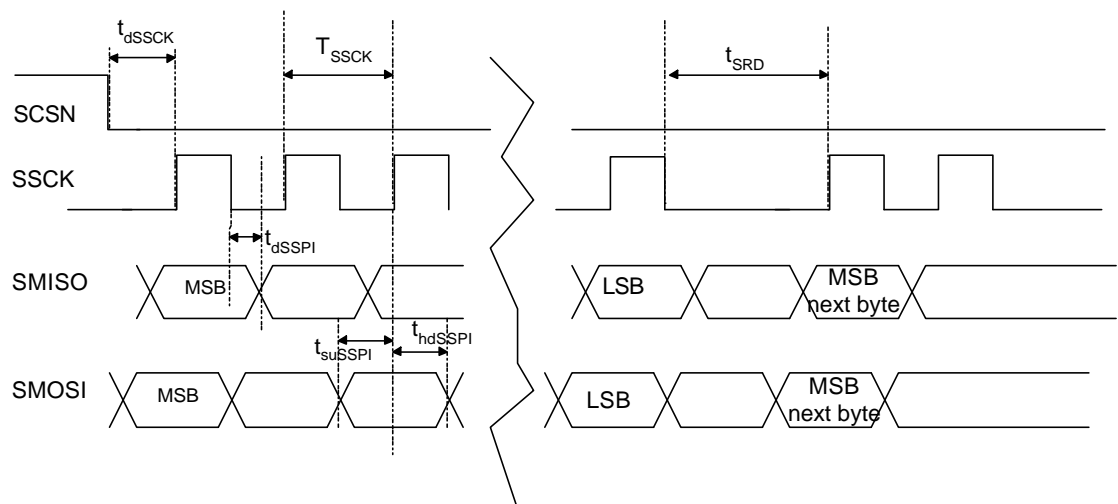 tdSSCK
TSSCK
tSRD
SCSN
SSCK
tdSSPI
SMISO
MSB
LSB
MSB
next byte
tsuSSPI
thdSSPI
SMOSI
MSB
LSB
MSB
next byte